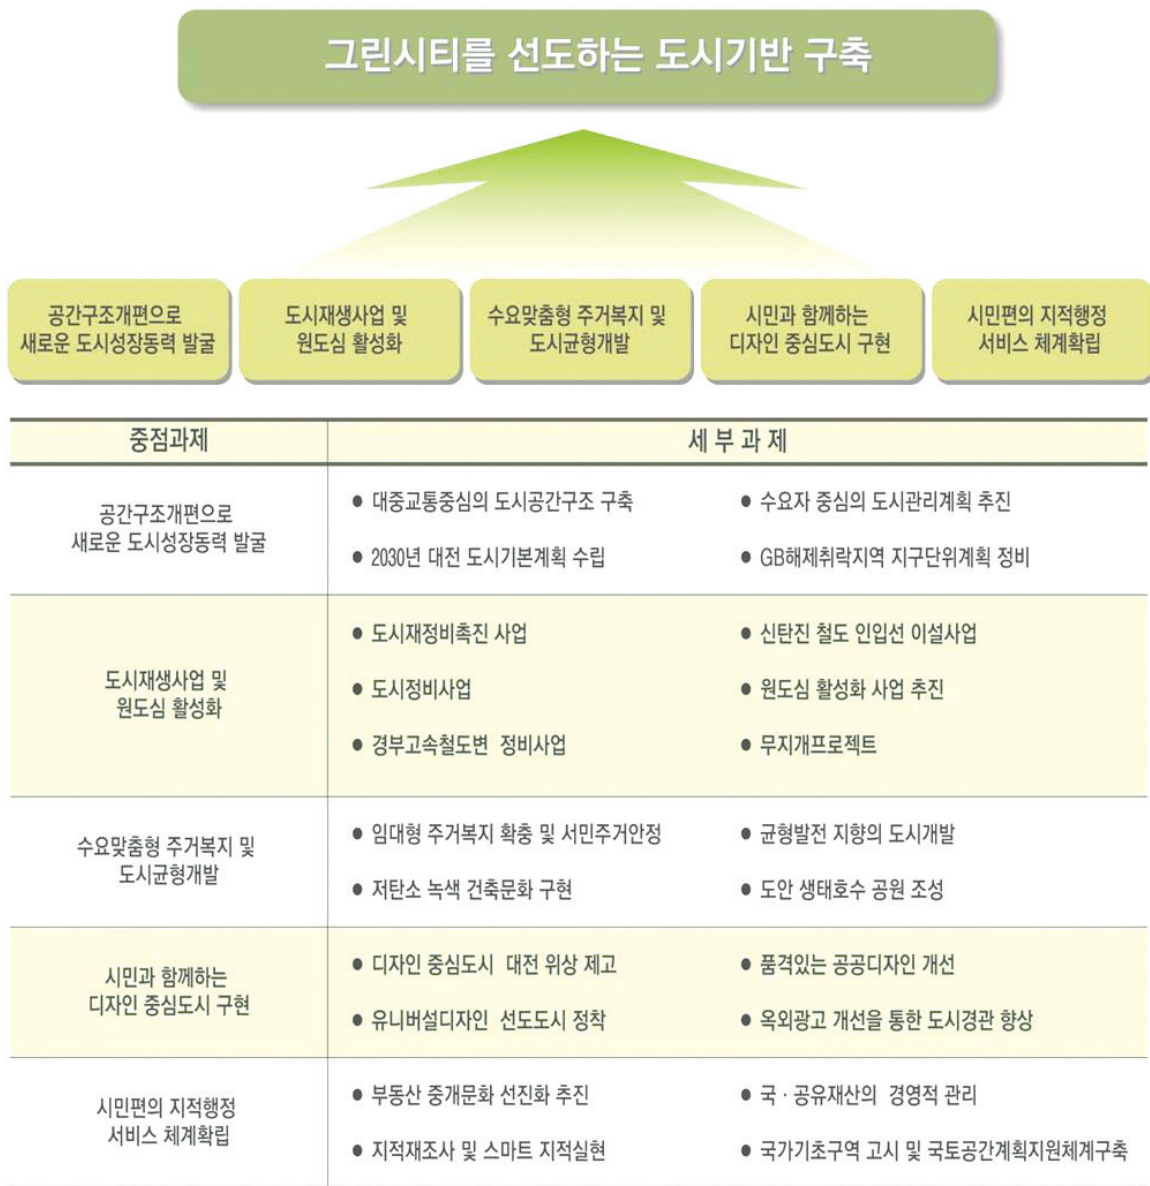 그린시티를 선도하는 도시기반 구축
공간구조개편으로
새로운 도시성장동력 발굴
도시재생사업 및
원도심 활성화
수요맞춤형 주거복지 및
도시균형개발
시민과 함께하는
디자인 중심도시 구현
시민편의 지적행정
서비스 체계확립
중점과제
세 부 과 제
공간구조개편으로
새로운 도시성장동력 발굴
● 대중교통중심의 도시공간구조 구축
● 수요자 중심의 도시관리계획 추진
● 2030년 대전 도시기본계획 수립
● GB해제취락지역 지구단위계획 정비
도시재생사업 및
원도심 활성화
● 도시재정비촉진 사업
● 신탄진 철도 인입선 이설사업
● 도시정비사업
● 원도심 활성화 사업 추진
● 경부고속철도변 정비사업
● 무지개프로젝트
수요맞춤형 주거복지 및
도시균형개발
● 임대형 주거복지 확충 및 서민주거안정
● 균형발전 지향의 도시개발
● 저탄소 녹색 건축문화 구현
● 도안 생태호수 공원 조성
시민과 함께하는
디자인 중심도시 구현
● 디자인 중심도시 대전 위상 제고
● 품격있는 공공디자인 개선
● 유니버설디자인 선도도시 정착
● 옥외광고 개선을 통한 도시경관 향상
시민편의 지적행정
서비스 체계확립
● 부동산 중개문화 선진화 추진
● 국 · 공유재산의 경영적 관리
● 지적재조사 및 스마트 지적실현
● 국가기초구역 고시 및 국토공간계획지원체계구축